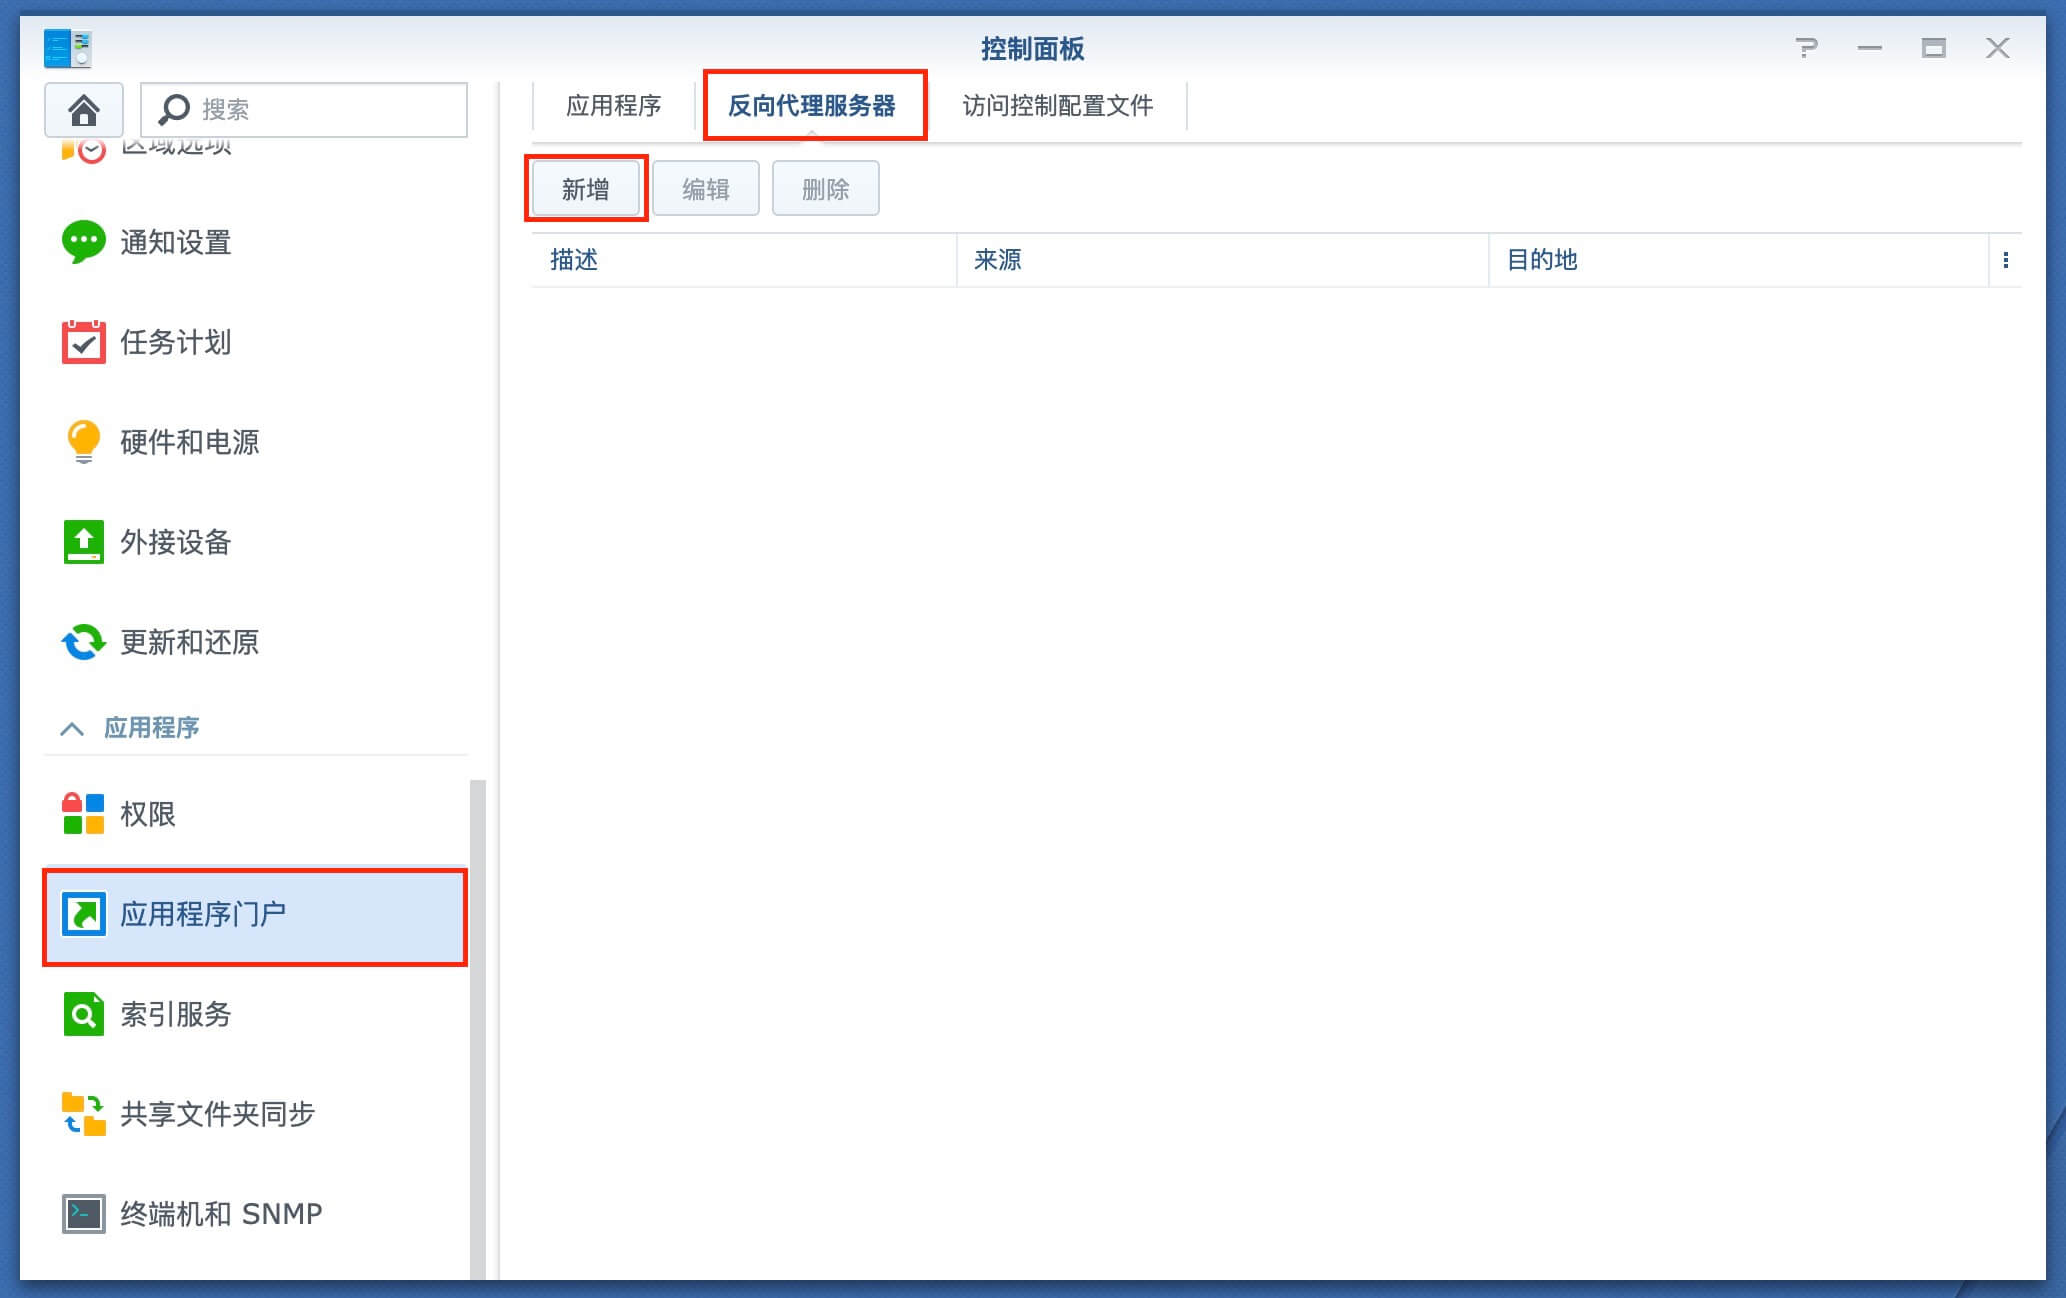 控制面板
搜索
区域选项
通知设置
任务计划
硬件和电源
外接设备
更新和还原
应用程序
权限
应用程序门户
索引服务
共享文件夹同步
终端机和 SNMP
应用程序
反向代理服务器
访问控制配置文件
新增
编辑
删除
描述
来源
目的地